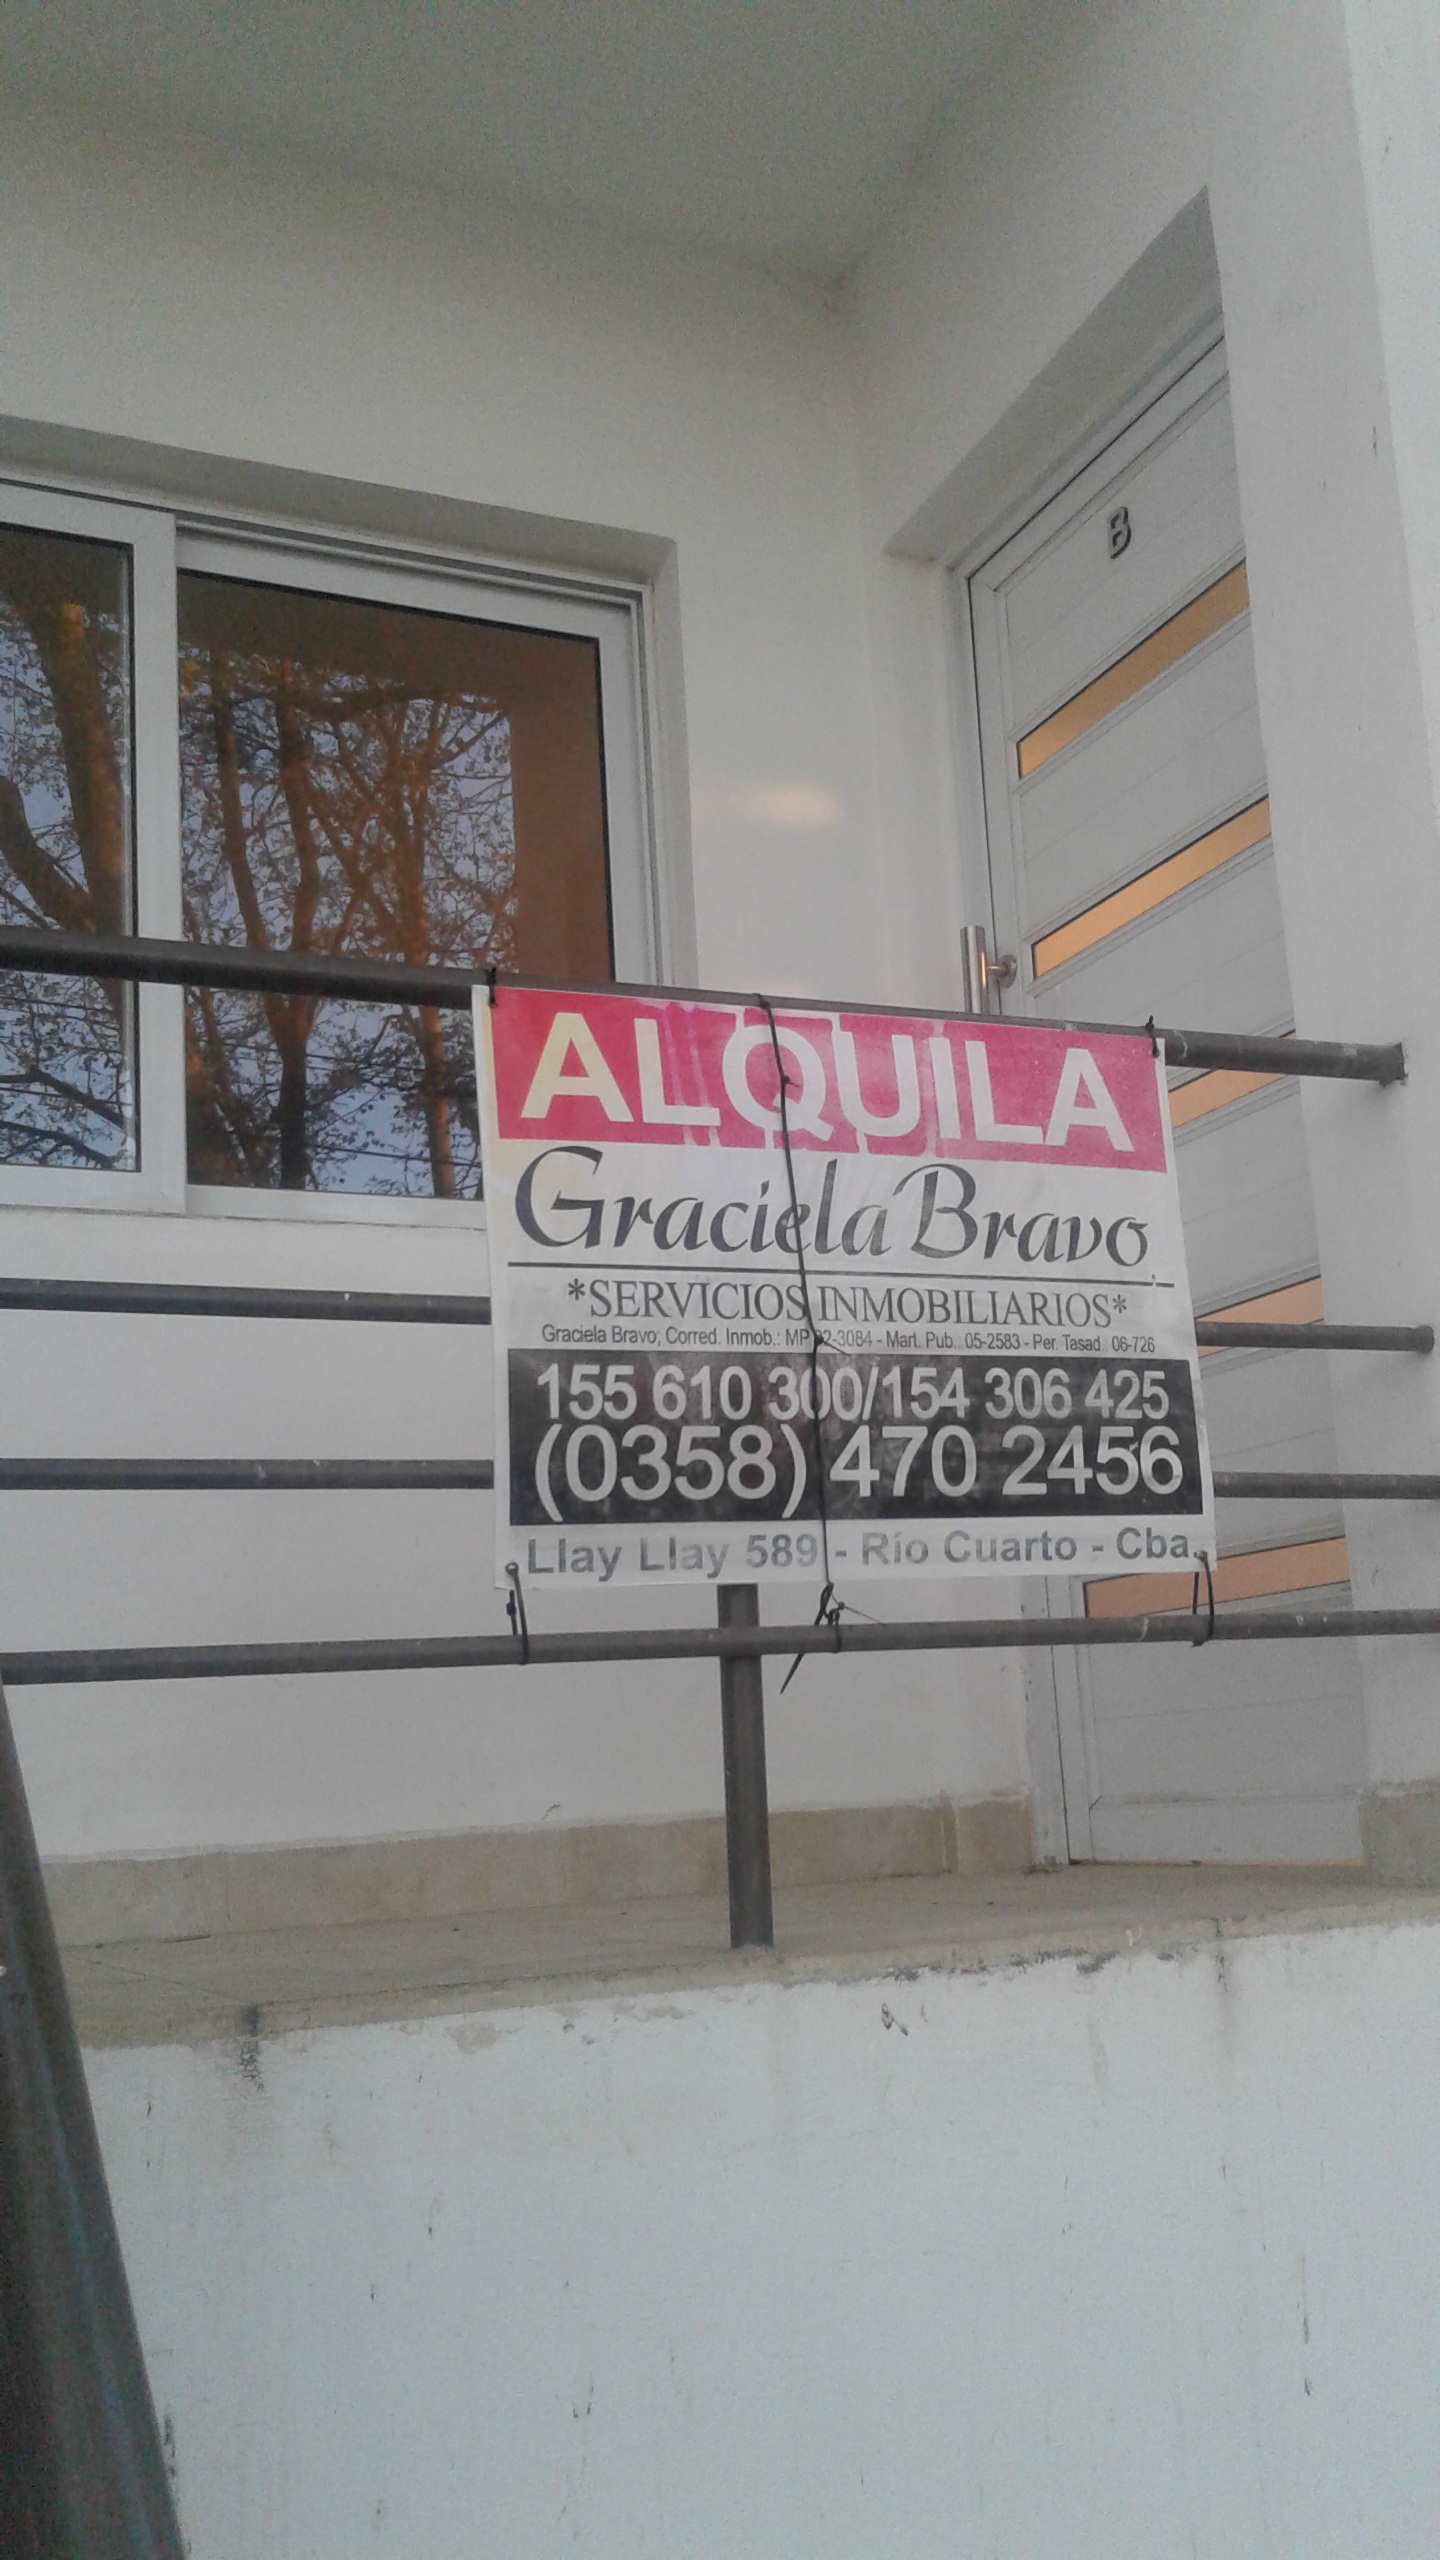 B
ALQUILA
Graciela Bravo
*SERVICIOS INMOBILIARIOS*
Graciela Bravo; Corred. Inmob.: MP 02-3084 - Mart. Pub.: 05-2583 - Per. Tasad.: 06-726
155 610 300/154 306 425
(0358) 470 2456
Llay Llay 589 - Río Cuarto - Cba.